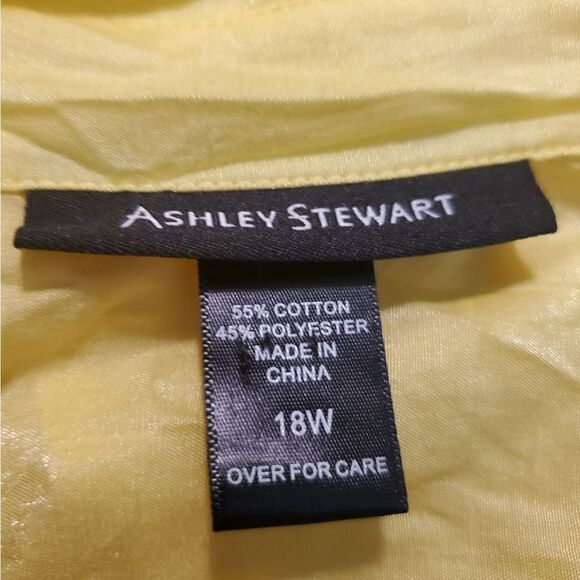 ASHLEY STEWART
55% COTTON
45% POLYESTER
MADE IN
CHINA
18W
OVER FOR CARE